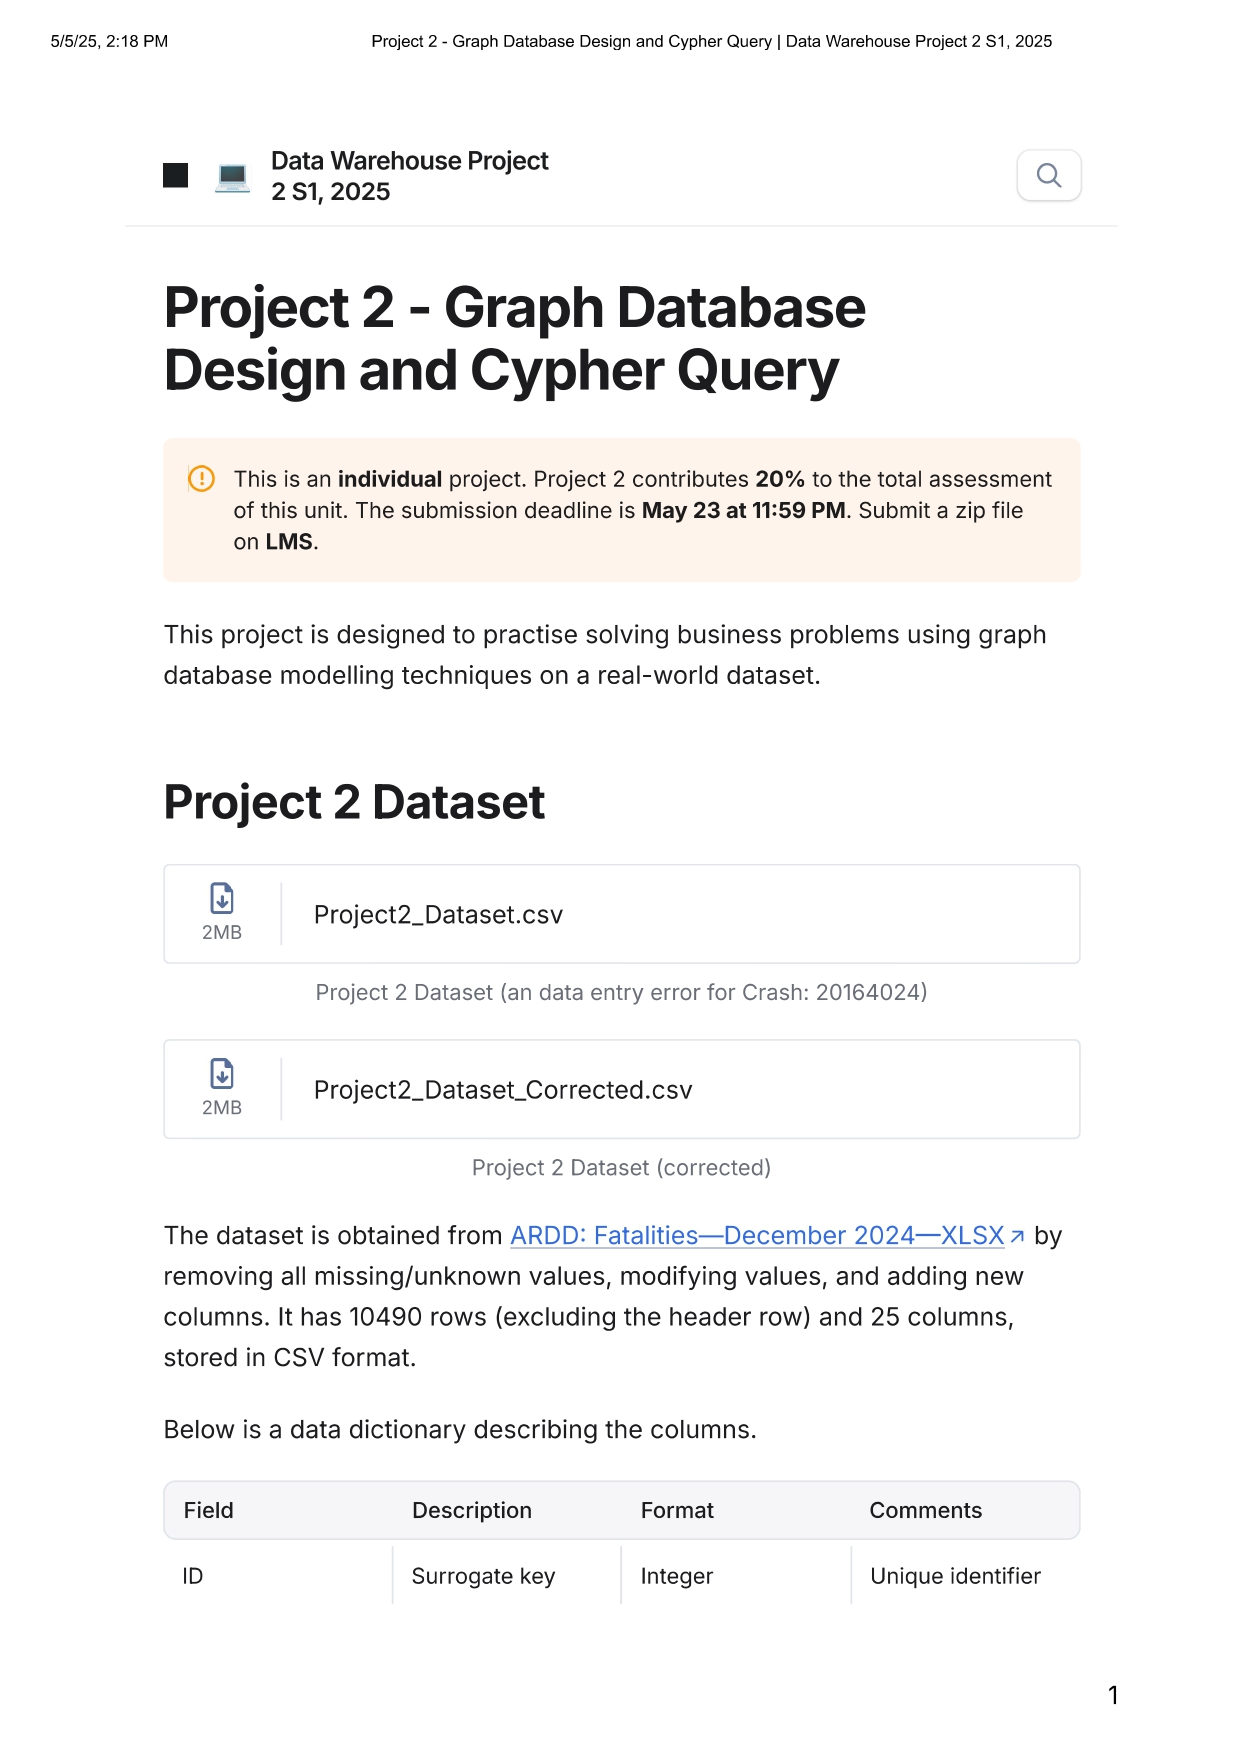 5/5/25, 2:18 PM Project 2 - Graph Database Design and Cypher Query | Data Warehouse Project 2 S1, 2025
Data Warehouse Project
2 S1, 2025
Project 2 - Graph Database
Design and Cypher Query
This is an individual project. Project 2 contributes 20% to the total assessment
of this unit. The submission deadline is May 23 at 11:59 PM. Submit a zip file
on LMS.
This project is designed to practise solving business problems using graph
database modelling techniques on a real-world dataset.
Project 2 Dataset
Project2_Dataset.csv
2MB
Project 2 Dataset (an data entry error for Crash: 20164024)
Project2_Dataset_Corrected.csv
2MB
Project 2 Dataset (corrected)
The dataset is obtained from ARDD: Fatalities—December 2024—XLSX↗ by
removing all missing/unknown values, modifying values, and adding new
columns. It has 10490 rows (excluding the header row) and 25 columns,
stored in CSV format.
Below is a data dictionary describing the columns.
Field Description Format Comments
ID Surrogate key Integer Unique identifier
1